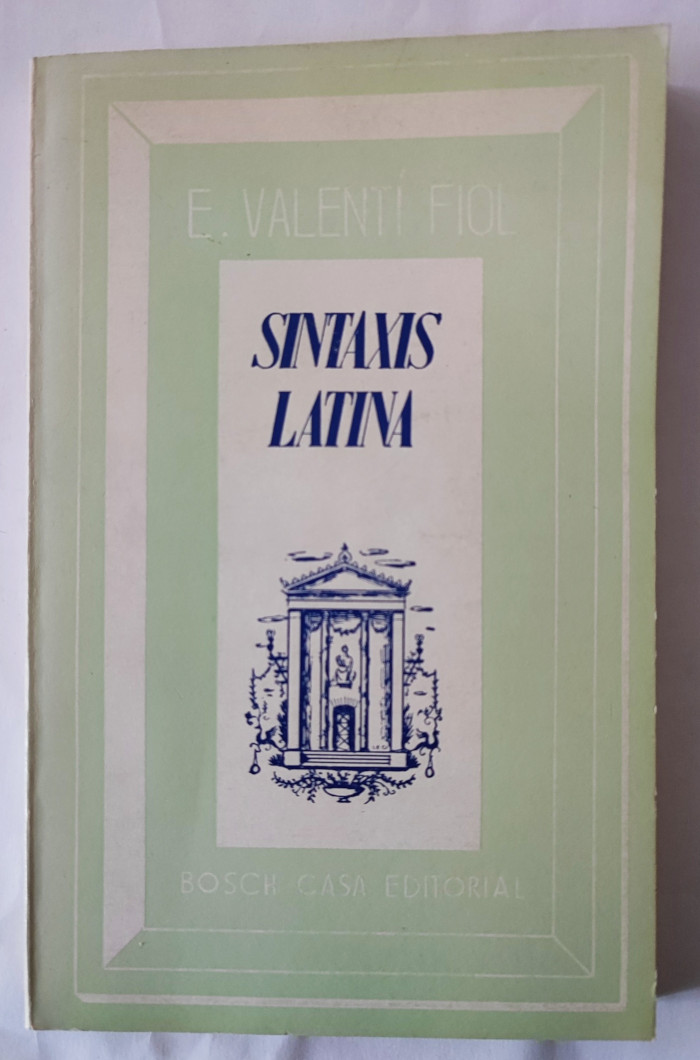 E. VALENTÍ FIOL
SINTAXIS
LATINA
BOSCH CASA EDITORIAL